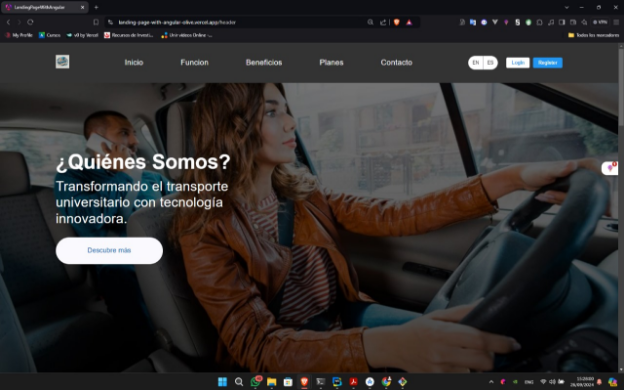 LandingPageWithAngular
landing-page-with-angular-olive.vercel.app/header
My Profile
Cursos
v0 by Vercel
Recursos de Investi...
Unir videos Online -...
Todos los marcadores
Inicio
Funcion
Beneficios
Planes
Contacto
EN
ES
Login
Register
¿Quiénes Somos?
Transformando el transporte
universitario con tecnología
innovadora.
Descubre más
ENG